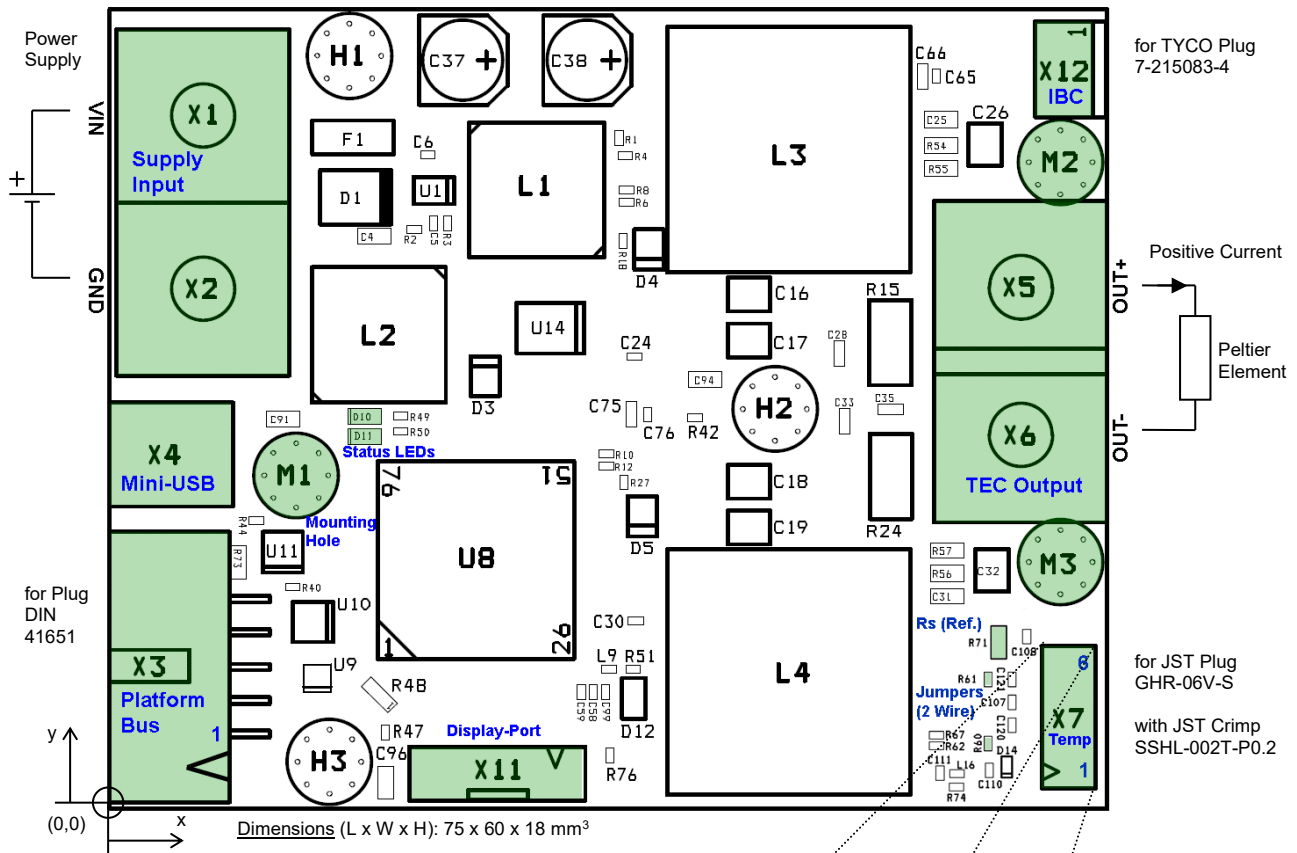 Power
Supply
VIN
+
GND
X1
Supply
Input
X2
H1
C37
+
C38
+
F1
C6
D1
U1
C4
R2
C5
R3
L1
R1
R4
R8
R6
R18
D4
L3
C66
C65
C25
R54
R55
C26
1
X12
IBC
M2
for TYCO Plug
7-215083-4
L2
U14
D3
C24
C16
C17
R15
C28
C94
H2
C33
C35
C75
C76
R42
X5
OUT+
Positive Current
Peltier
Element
X6
OUT-
TEC Output
X4
Mini-USB
C91
D10
D11
R49
R50
Status LEDs
M1
Mounting
Hole
R44
U11
R73
R40
U10
U9
76
51
U8
1
26
R10
R12
R27
D5
C18
C19
R24
R57
R56
C31
C32
M3
for Plug
DIN
41651
X3
Platform
Bus
1
R48
R47
H3
C96
Display-Port
X11
C30
L9
R51
C59
C58
C99
D12
R76
L4
Rs (Ref.)
R71
C108
R61
C121
Jumpers
(2 Wire)
C107
C120
R67
R62
R60
D14
C111
L16
R74
C110
6
X7
Temp
1
for JST Plug
GHR-06V-S
with JST Crimp
SSHL-002T-P0.2
y
(0,0)
x
Dimensions (L x W x H): 75 x 60 x 18 mm³